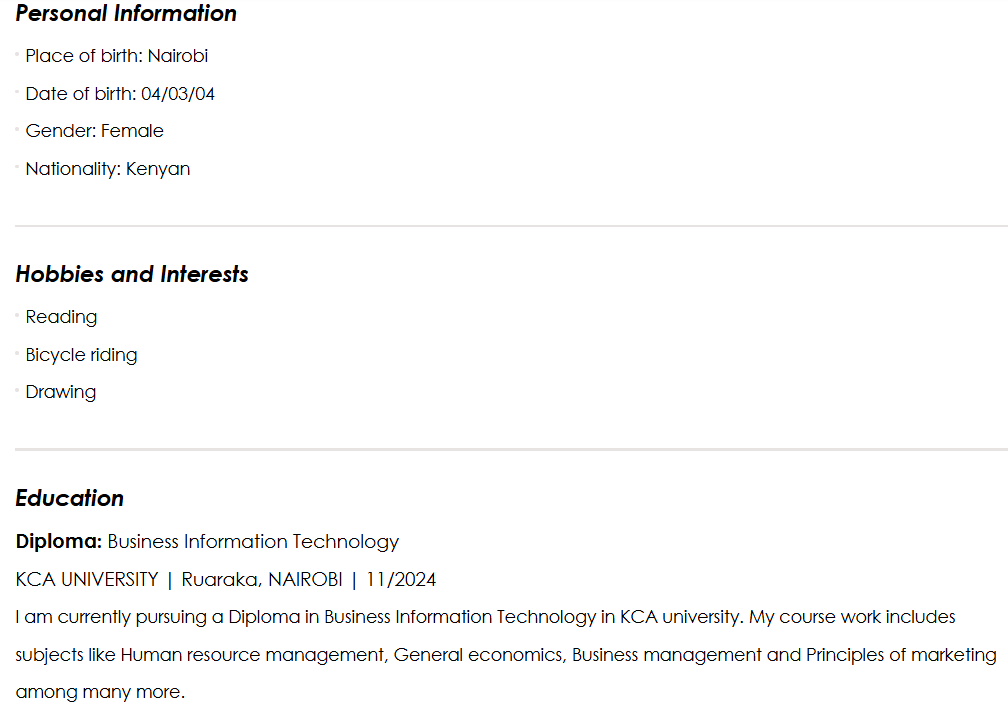 Personal Information
Place of birth: Nairobi
Date of birth: 04/03/04
Gender: Female
Nationality: Kenyan
Hobbies and Interests
Reading
Bicycle riding
Drawing
Education
Diploma: Business Information Technology
KCA UNIVERSITY | Ruaraka, NAIROBI | 11/2024
I am currently pursuing a Diploma in Business Information Technology in KCA university. My course work includes
subjects like Human resource management, General economics, Business management and Principles of marketing
among many more.